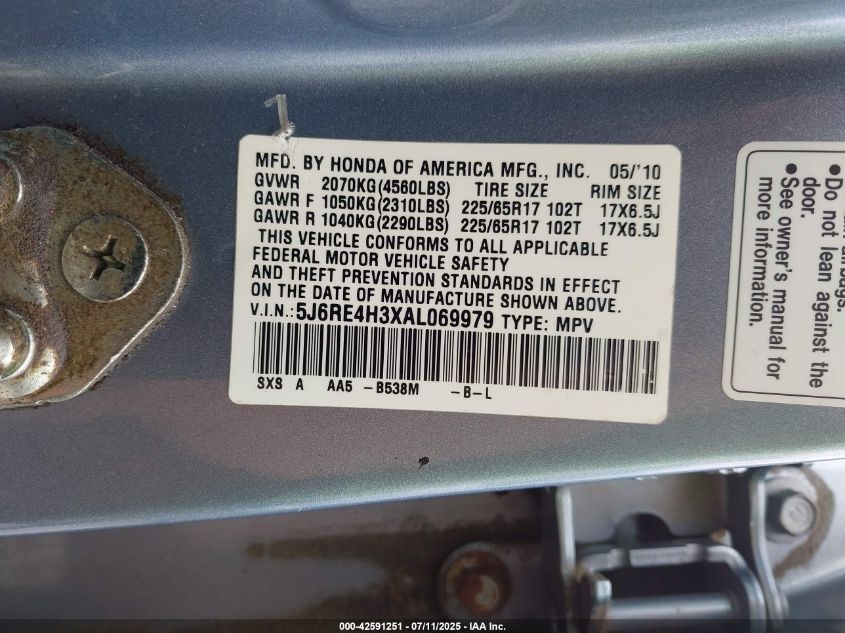 MFD. BY HONDA OF AMERICA MFG., INC. 05/'10
GVWR 2070KG(4560LBS) TIRE SIZE RIM SIZE
GAWR F 1050KG(2310LBS) 225/65R17 102T 17X6.5J
GAWR R 1040KG(2290LBS) 225/65R17 102T 17X6.5J
THIS VEHICLE CONFORMS TO ALL APPLICABLE
FEDERAL MOTOR VEHICLE SAFETY
AND THEFT PREVENTION STANDARDS IN EFFECT
ON THE DATE OF MANUFACTURE SHOWN ABOVE.
V.I.N.: 5J6RE4H3XAL069979 TYPE: MPV
SXS A AA5 -B538M -B-L
airbags.
•Do not lean against the
door.
•See owner's manual for
more information.
000-42591251 - 07/11/2025 - IAA Inc.